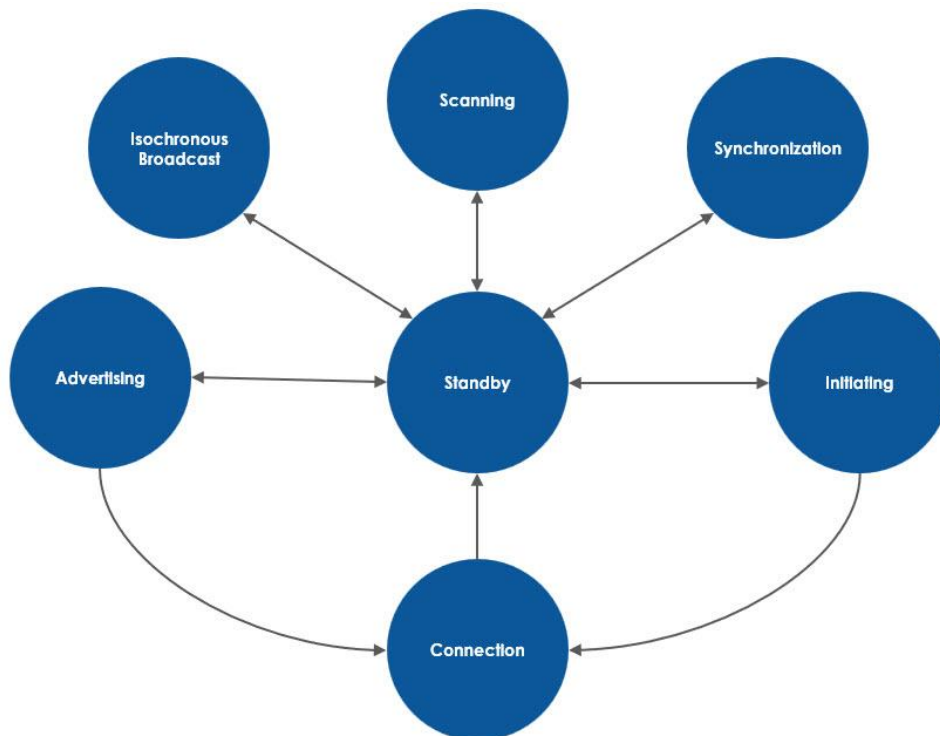 Scanning
Isochronous
Broadcast
Synchronization
Advertising
Standby
Initiating
Connection